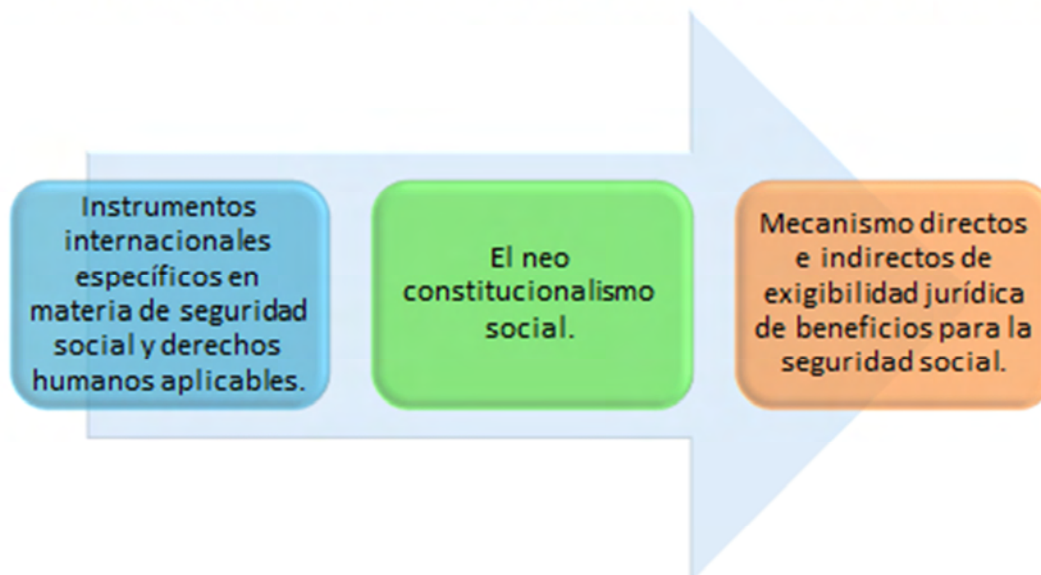 Instrumentos
internacionales
específicos en
materia de seguridad
social y derechos
humanos aplicables.
El neo
constitucionalismo
social.
Mecanismo directos
e indirectos de
exigibilidad jurídica
de beneficios para la
seguridad social.